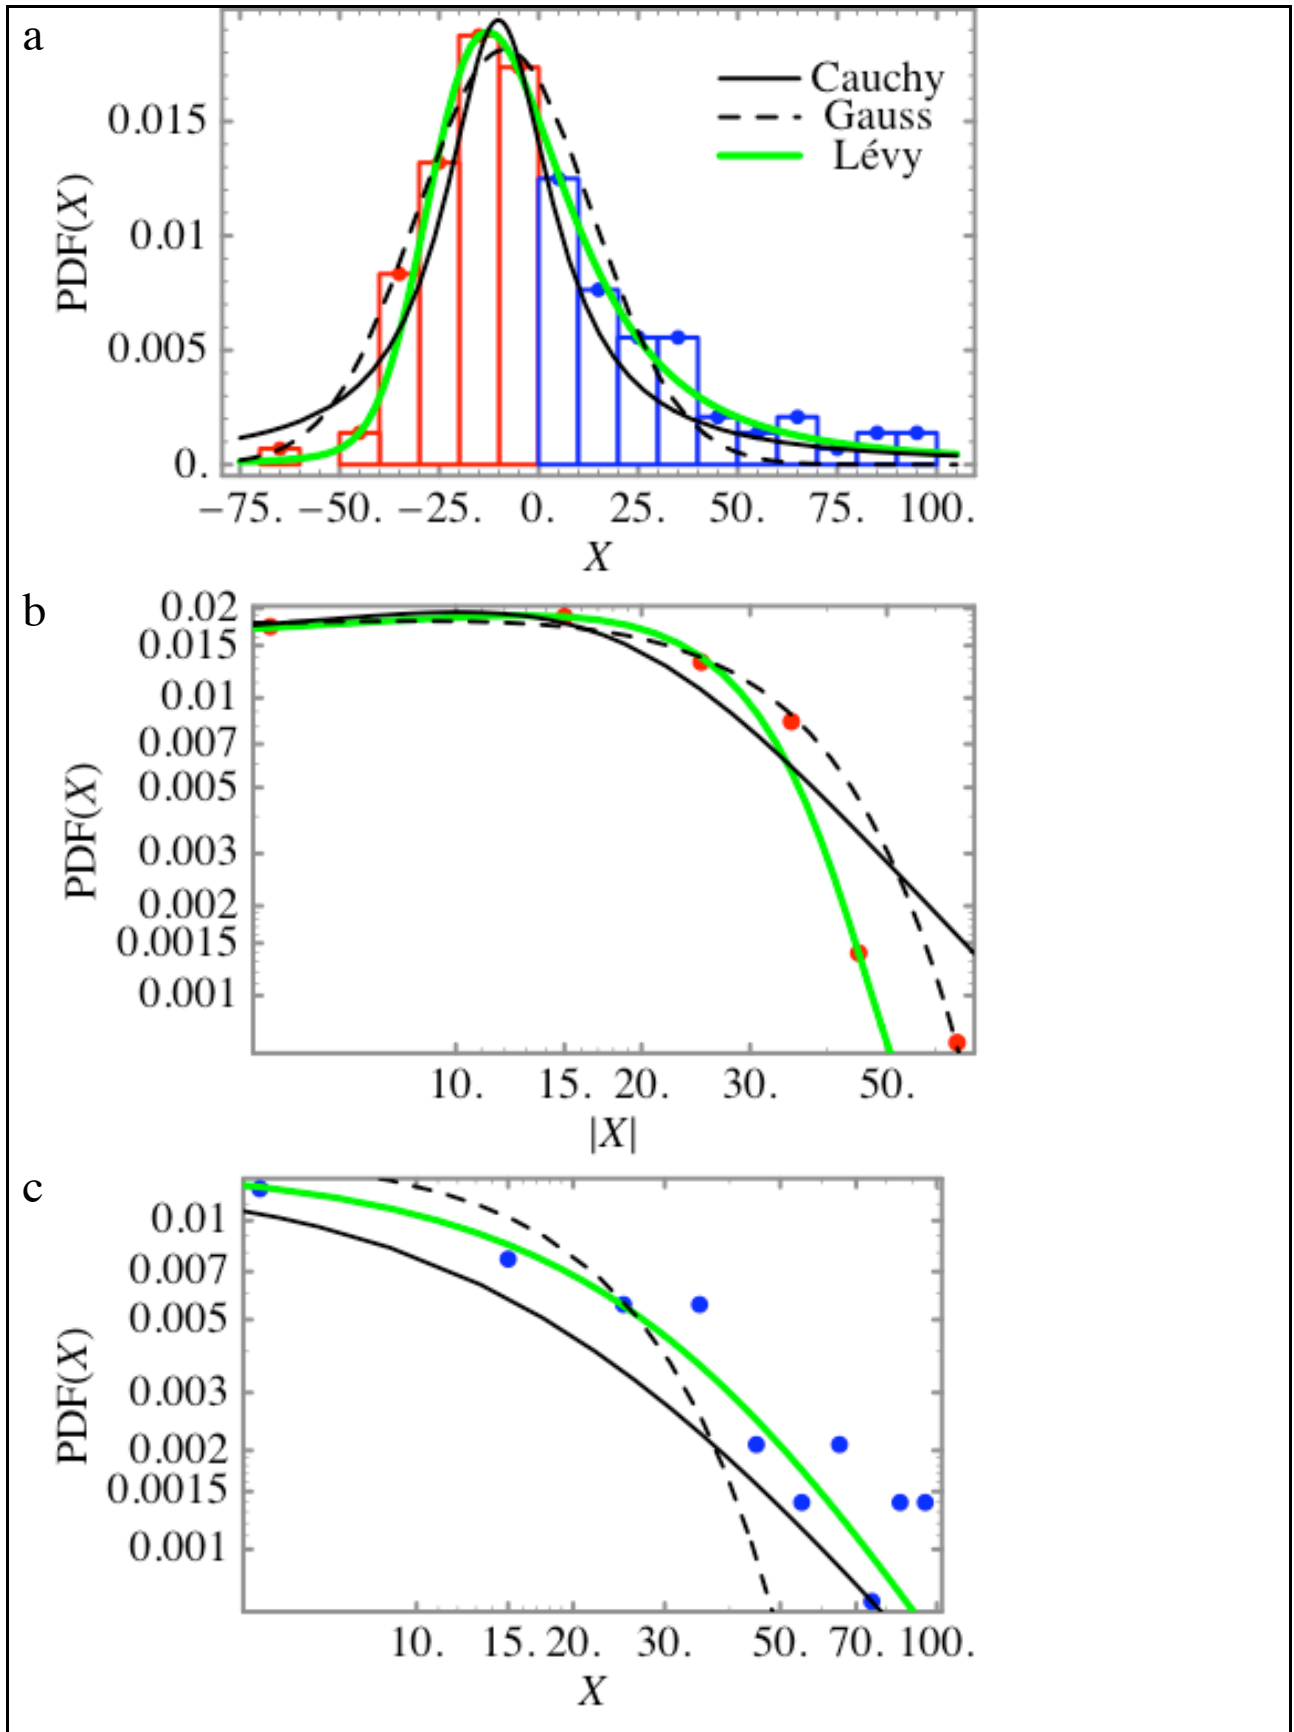 a
Cauchy
Gauss
Lévy
PDF(X)
0.015
0.01
0.005
0.
−75. −50. −25. 0. 25. 50. 75. 100.
X
b
PDF(X)
0.02
0.015
0.01
0.007
0.005
0.003
0.002
0.0015
0.001
10. 15. 20. 30. 50.
|X|
c
PDF(X)
0.01
0.007
0.005
0.003
0.002
0.0015
0.001
10. 15. 20. 30. 50. 70. 100.
X